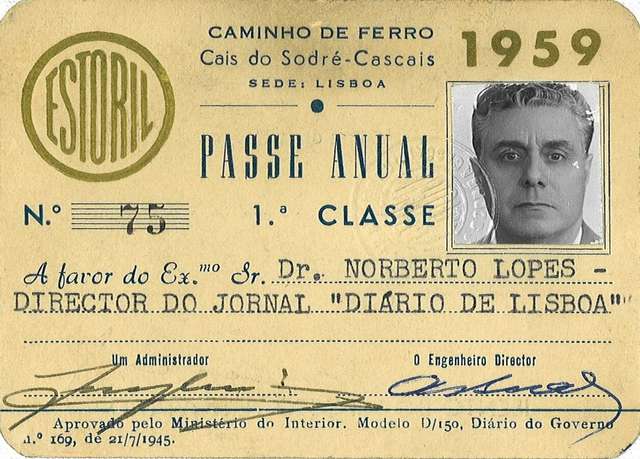 CAMINHO DE FERRO
Cais do Sodré-Cascais
SEDE: LISBOA
1959
ESTORIL
PASSE ANUAL
N.º 75 1.ª CLASSE
A favor do Ex.mo Sr. Dr. NORBERTO LOPES -
DIRECTOR DO JORNAL "DIÁRIO DE LISBOA"
Um Administrador
O Engenheiro Director
Aprovado pelo Ministério do Interior. Modelo D/150, Diário do Governo
n.º 169, de 21/7/1945.